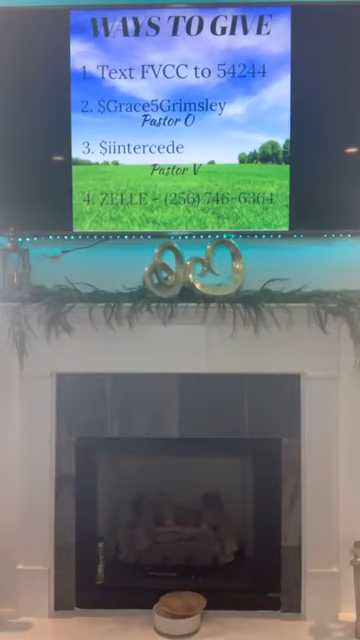 WAYS TO GIVE
1. Text FVCC to 54244
2. $Grace5Grimsley
Pastor O
3. $iintercede
Pastor V
4. ZELLE - (256) 746-6364